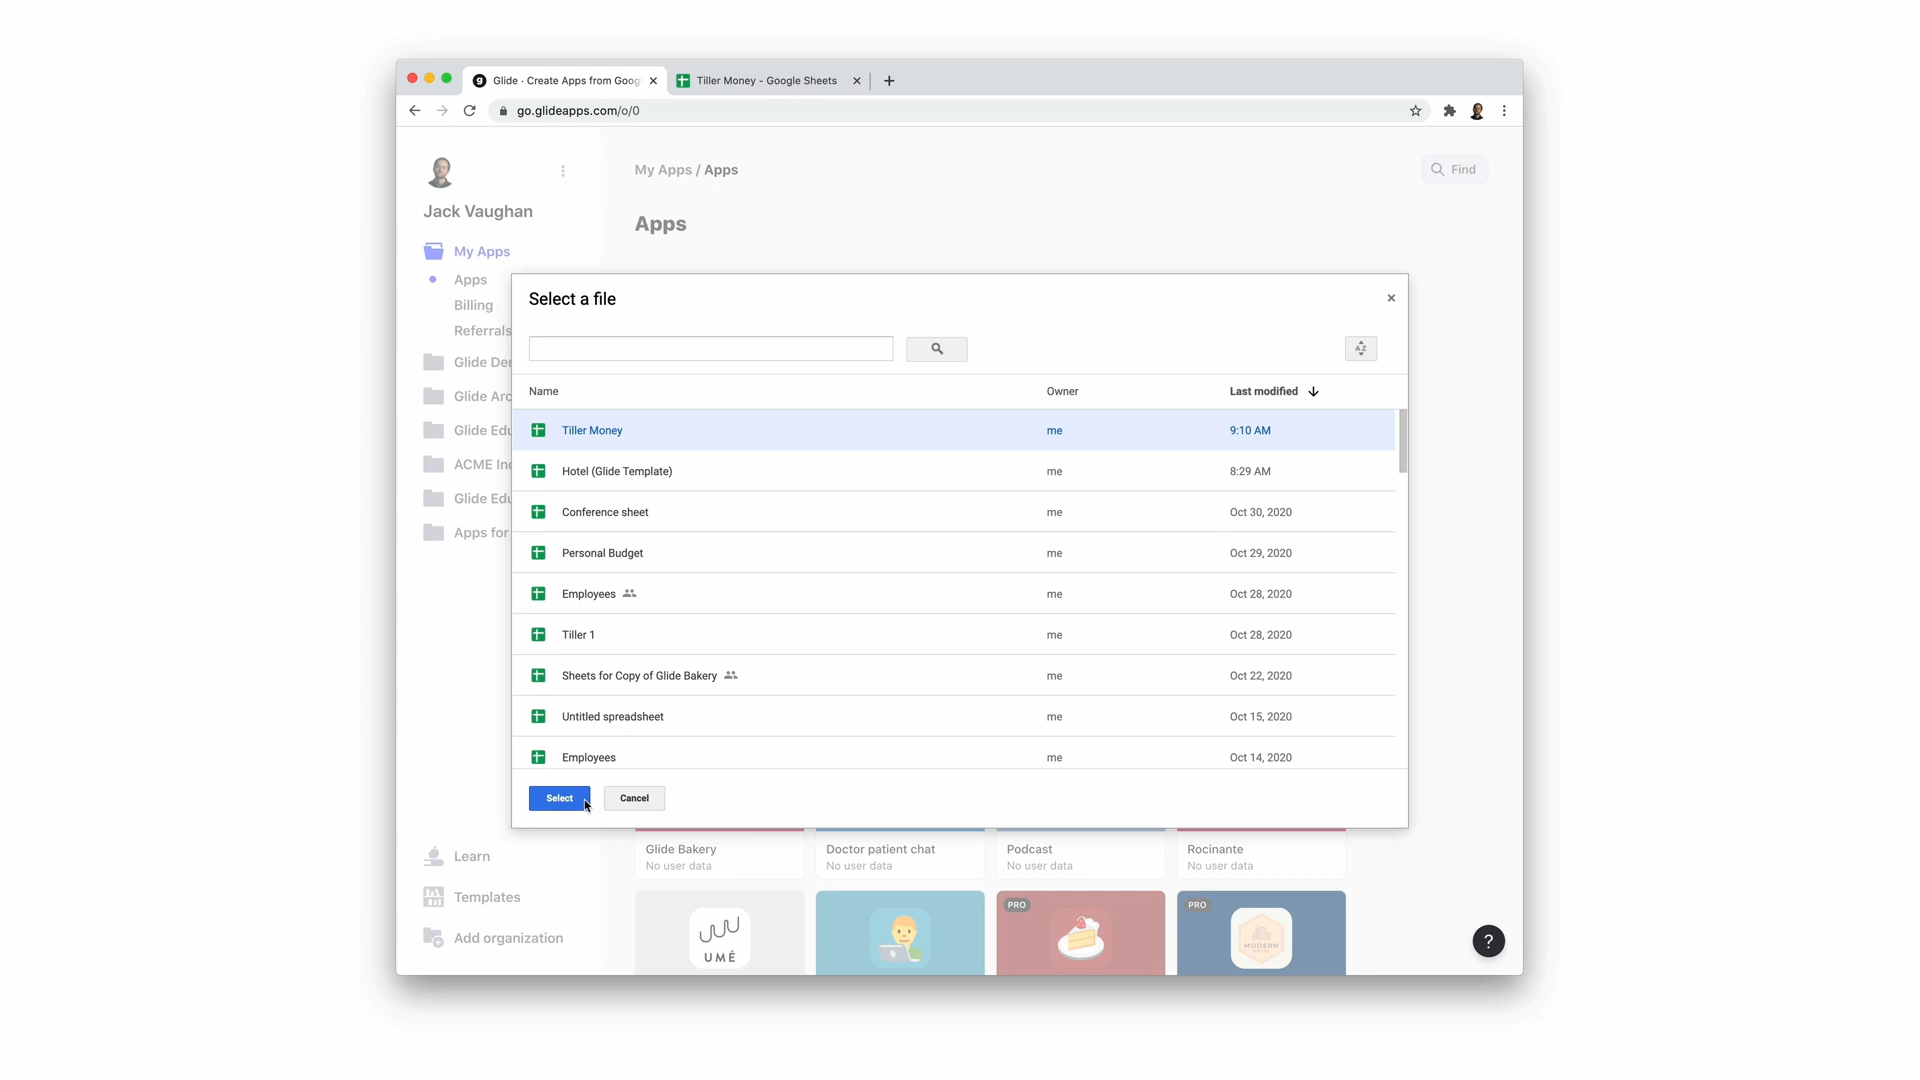 Glide · Create Apps from Goog
Tiller Money - Google Sheets
go.glideapps.com/o/0
Jack Vaughan
My Apps
Apps
Billing
Referrals
Glide Der
Glide Arc
Glide Edu
ACME Inc
Glide Edu
Apps for
Learn
Templates
Add organization
My Apps / Apps
Find
Apps
Select a file
Name Owner Last modified
Tiller Money me 9:10 AM
Hotel (Glide Template) me 8:29 AM
Conference sheet me Oct 30, 2020
Personal Budget me Oct 29, 2020
Employees me Oct 28, 2020
Tiller 1 me Oct 28, 2020
Sheets for Copy of Glide Bakery me Oct 22, 2020
Untitled spreadsheet me Oct 15, 2020
Employees me Oct 14, 2020
Select Cancel
Glide Bakery Doctor patient chat Podcast Rocinante
No user data No user data No user data No user data
PRO PRO
UMÉ
MODERN
?